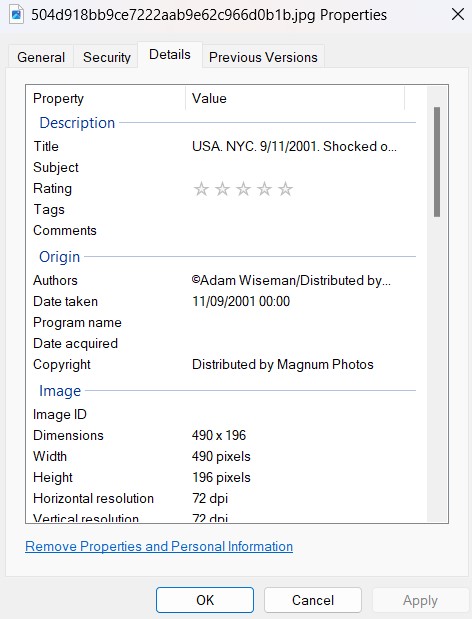 504d918bb9ce7222aab9e62c966d0b1b.jpg Properties
General Security Details Previous Versions
Property Value
Description
Title USA. NYC. 9/11/2001. Shocked o...
Subject
Rating
Tags
Comments
Origin
Authors ©Adam Wiseman/Distributed by...
Date taken 11/09/2001 00:00
Program name
Date acquired
Copyright Distributed by Magnum Photos
Image
Image ID
Dimensions 490 x 196
Width 490 pixels
Height 196 pixels
Horizontal resolution 72 dpi
Vertical resolution 72 dpi
Remove Properties and Personal Information
OK Cancel Apply